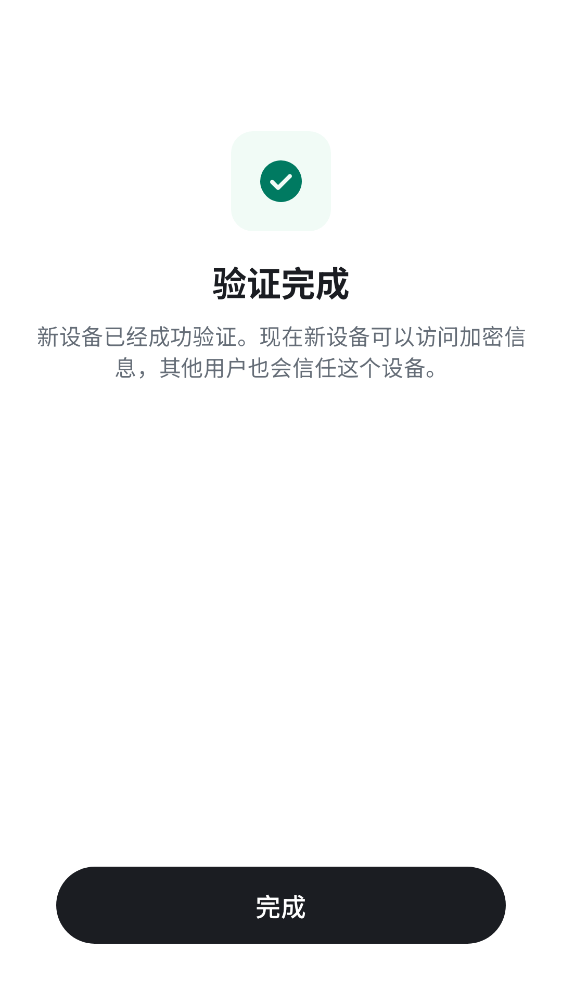 验证完成
新设备已经成功验证。现在新设备可以访问加密信
息，其他用户也会信任这个设备。
完成